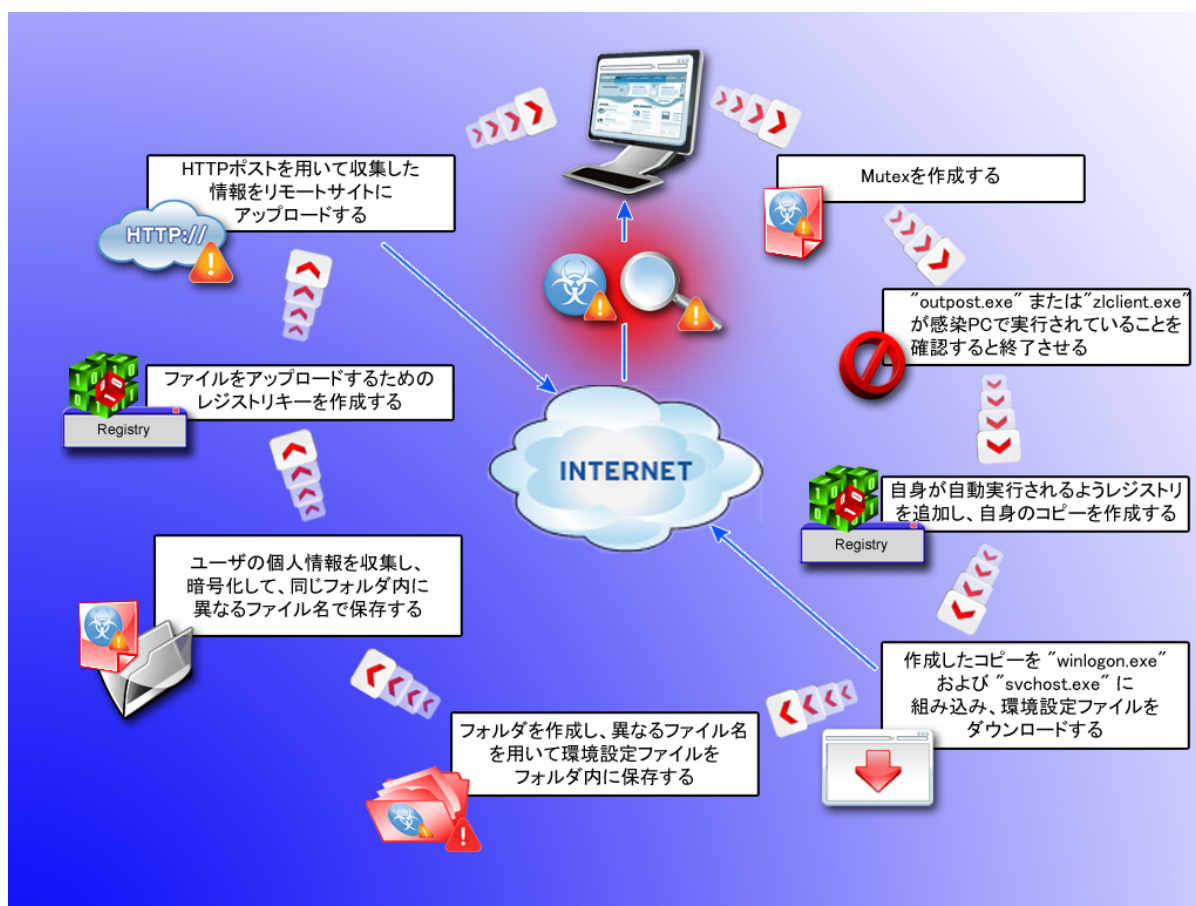 Mutexを作成する
"outpost.exe" または"zlclient.exe"
が感染PCで実行されていることを
確認すると終了させる
自身が自動実行されるようレジストリ
を追加し、自身のコピーを作成する
Registry
作成したコピーを "winlogon.exe"
および "svchost.exe" に
組み込み、環境設定ファイルを
ダウンロードする
フォルダを作成し、異なるファイル名
を用いて環境設定ファイルを
フォルダ内に保存する
ユーザの個人情報を収集し、
暗号化して、同じフォルダ内に
異なるファイル名で保存する
ファイルをアップロードするための
レジストリキーを作成する
Registry
HTTPポストを用いて収集した
情報をリモートサイトに
アップロードする
HTTP://
INTERNET